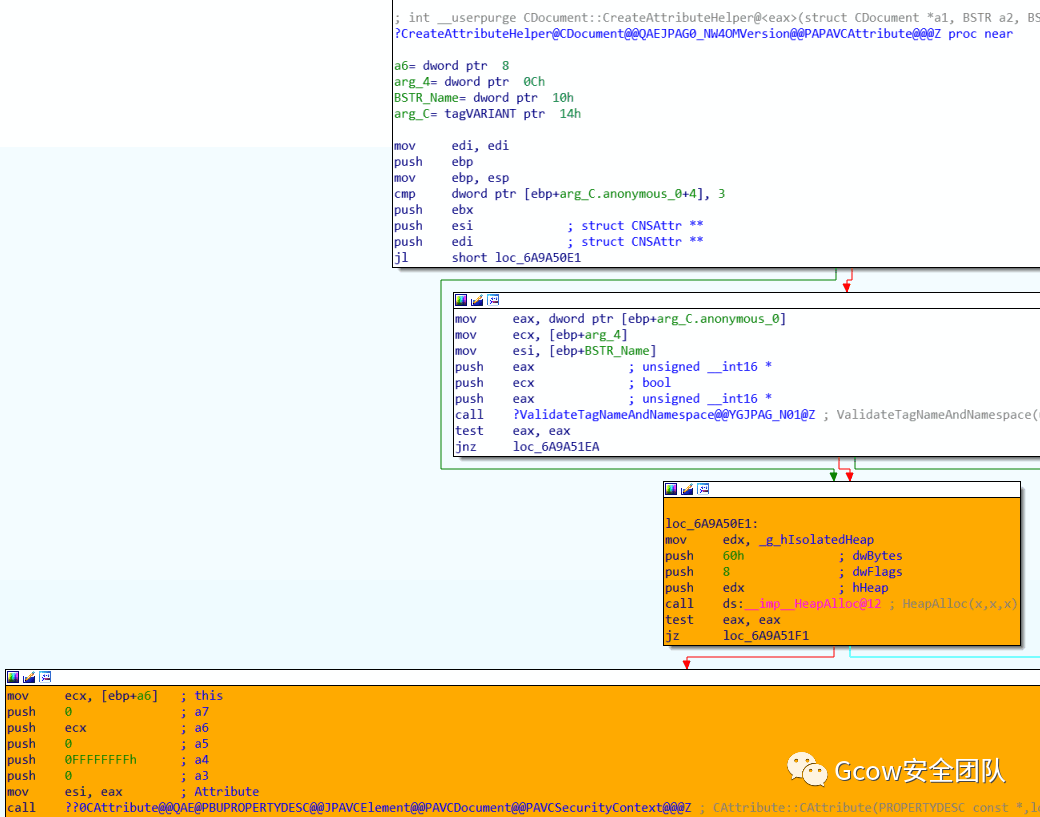 ; int __userpurge CDocument::CreateAttributeHelper@<eax>(struct CDocument *a1, BSTR a2, BS
?CreateAttributeHelper@CDocument@@QAEJPAG0_NW4OMVersion@@PAPAVCAttribute@@@Z proc near
a6= dword ptr  8
arg_4= dword ptr  0Ch
BSTR_Name= dword ptr  10h
arg_C= tagVARIANT ptr  14h
mov     edi, edi
push    ebp
mov     ebp, esp
cmp     dword ptr [ebp+arg_C.anonymous_0+4], 3
push    ebx
push    esi             ; struct CNSAttr **
push    edi             ; struct CNSAttr **
jl      short loc_6A9A50E1
mov     eax, dword ptr [ebp+arg_C.anonymous_0]
mov     ecx, [ebp+arg_4]
mov     esi, [ebp+BSTR_Name]
push    eax             ; unsigned __int16 *
push    ecx             ; bool
push    eax             ; unsigned __int16 *
call    ?ValidateTagNameAndNamespace@@YGJPAG_N01@Z ; ValidateTagNameAndNamespace(
test    eax, eax
jnz     loc_6A9A51EA
loc_6A9A50E1:
mov     edx, _g_hIsolatedHeap
push    60h             ; dwBytes
push    8               ; dwFlags
push    edx             ; hHeap
call    ds:__imp__HeapAlloc@12 ; HeapAlloc(x,x,x)
test    eax, eax
jz      loc_6A9A51F1
mov     ecx, [ebp+a6]   ; this
push    0               ; a7
push    ecx             ; a6
push    0               ; a5
push    0FFFFFFFFh      ; a4
push    0               ; a3
mov     esi, eax        ; Attribute
call    ??0CAttribute@@QAE@PBUPROPERTYDESC@@JPAVCElement@@PAVCDocument@@PAVCSecurityContext@@@Z ; CAttribute::CAttribute(PROPERTYDESC const *,lo
Gcow安全团队